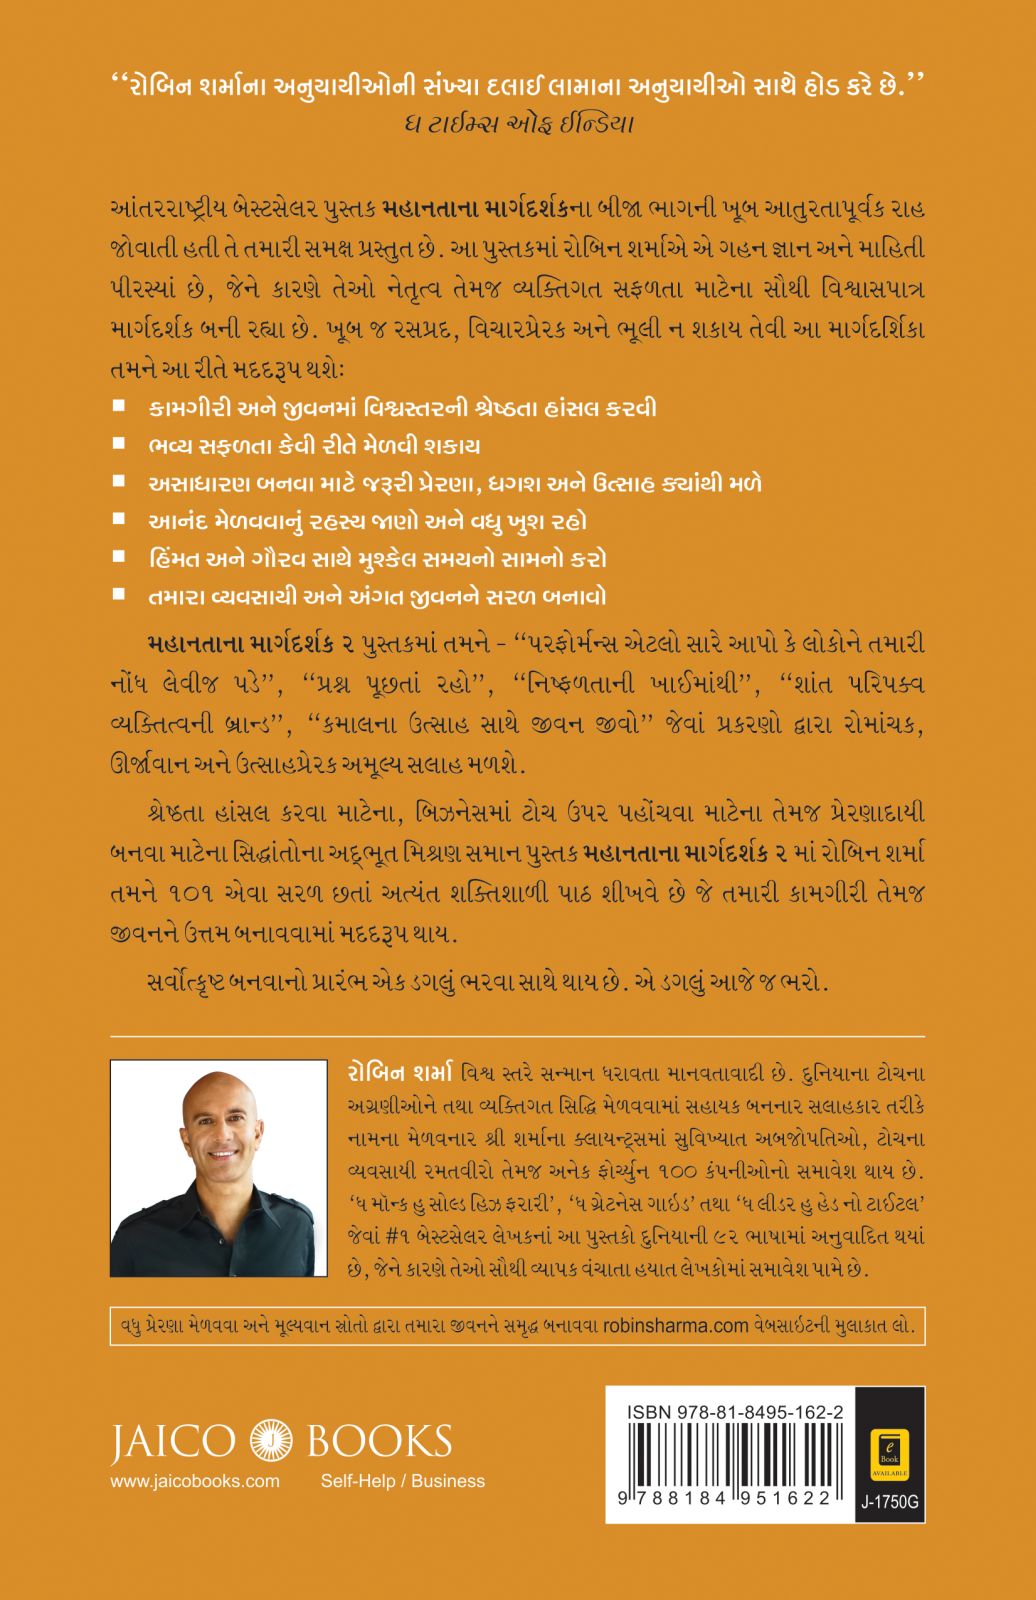 “રોબિન શર્માના અનુયાયીઓની સંખ્યા દલાઈ લામાના અનુયાયીઓ સાથે હોડ કરે છે.”
ધ ટાઈમ્સ ઓફ ઈન્ડિયા
આંતરરાષ્ટ્રીય બેસ્ટસેલર પુસ્તક મહાનતાના માર્ગદર્શકના બીજા ભાગની ખૂબ આતુરતાપૂર્વક રાહ
જોવાતી હતી તે તમારી સમક્ષ પ્રસ્તુત છે. આ પુસ્તકમાં રોબિન શર્માએ એ ગહન જ્ઞાન અને માહિતી
પીરસ્યાં છે, જેને કારણે તેઓ નેતૃત્વ તેમજ વ્યક્તિગત સફળતા માટેના સૌથી વિશ્વાસપાત્ર
માર્ગદર્શક બની રહ્યા છે. ખૂબ જ રસપ્રદ, વિચારપ્રેરક અને ભૂલી ન શકાય તેવી આ માર્ગદર્શિકા
તમને આ રીતે મદદરૂપ થશેઃ
■ કામગીરી અને જીવનમાં વિશ્વસ્તરની શ્રેષ્ઠતા હાંસલ કરવી
■ ભવ્ય સફળતા કેવી રીતે મેળવી શકાય
■ અસાધારણ બનવા માટે જરૂરી પ્રેરણા, ધગશ અને ઉત્સાહ ક્યાંથી મળે
■ આનંદ મેળવવાનું રહસ્ય જાણો અને વધુ ખુશ રહો
■ હિંમત અને ગૌરવ સાથે મુશ્કેલ સમયનો સામનો કરો
■ તમારા વ્યવસાયી અને અંગત જીવનને સરળ બનાવો
મહાનતાના માર્ગદર્શક ૨ પુસ્તકમાં તમને - “પરફોર્મન્સ એટલો સારે આપો કે લોકોને તમારી
નોંધ લેવીજ પડે”, “પ્રશ્ન પૂછતાં રહો”, “નિષ્ફળતાની ખાઈમાંથી”, “શાંત પરિપક્વ
વ્યક્તિત્વની બ્રાન્ડ”, “કમાલના ઉત્સાહ સાથે જીવન જીવો” જેવાં પ્રકરણો દ્વારા રોમાંચક,
ઊર્જાવાન અને ઉત્સાહપ્રેરક અમૂલ્ય સલાહ મળશે.
શ્રેષ્ઠતા હાંસલ કરવા માટેના, બિઝનેસમાં ટોચ ઉપર પહોંચવા માટેના તેમજ પ્રેરણાદાયી
બનવા માટેના સિદ્ધાંતોના અદ્‌ભૂત મિશ્રણ સમાન પુસ્તક મહાનતાના માર્ગદર્શક ૨ માં રોબિન શર્મા
તમને ૧૦૧ એવા સરળ છતાં અત્યંત શક્તિશાળી પાઠ શીખવે છે જે તમારી કામગીરી તેમજ
જીવનને ઉત્તમ બનાવવામાં મદદરૂપ થાય.
સર્વોત્કૃષ્ટ બનવાનો પ્રારંભ એક ડગલું ભરવા સાથે થાય છે. એ ડગલું આજે જ ભરો.
રોબિન શર્મા વિશ્વ સ્તરે સન્માન ધરાવતા માનવતાવાદી છે. દુનિયાના ટોચના
અગ્રણીઓને તથા વ્યક્તિગત સિદ્ધિ મેળવવામાં સહાયક બનનાર સલાહકાર તરીકે
નામના મેળવનાર શ્રી શર્માના ક્લાયન્ટ્સમાં સુવિખ્યાત અબજોપતિઓ, ટોચના
વ્યવસાયી રમતવીરો તેમજ અનેક ફોર્ચ્યુન ૧૦૦ કંપનીઓનો સમાવેશ થાય છે.
‘ધ મૉન્ક હુ સોલ્ડ હિઝ ફરારી’, ‘ધ ગ્રેટનેસ ગાઇડ’ તથા ‘ધ લીડર હુ હેડ નો ટાઈટલ’
જેવાં #૧ બેસ્ટસેલર લેખકનાં આ પુસ્તકો દુનિયાની ૯૨ ભાષામાં અનુવાદિત થયાં
છે, જેને કારણે તેઓ સૌથી વ્યાપક વંચાતા હયાત લેખકોમાં સમાવેશ પામે છે.
વધુ પ્રેરણા મેળવવા અને મૂલ્યવાન સ્રોતો દ્વારા તમારા જીવનને સમૃદ્ધ બનાવવા robinsharma.com વેબસાઇટની મુલાકાત લો.
JAICO J BOOKS
www.jaicobooks.com Self-Help / Business
ISBN 978-81-8495-162-2
9 788184 951622
e
Book
AVAILABLE
J-1750G